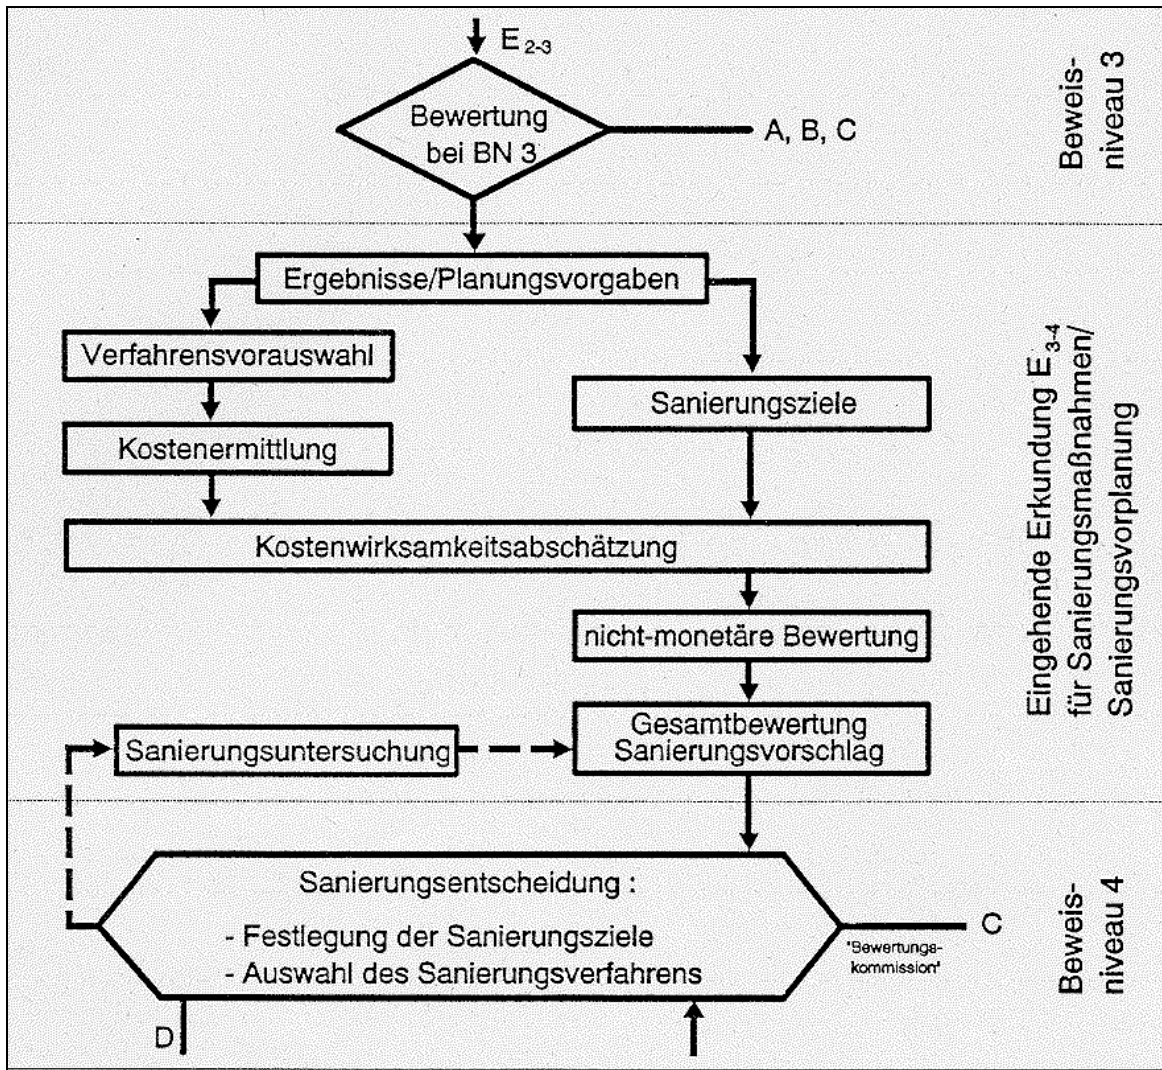 E2-3
Bewertung
bei BN 3
A, B, C
Beweis-
niveau 3
Ergebnisse/Planungsvorgaben
Verfahrensvorauswahl
Sanierungsziele
Kostenermittlung
Kostenwirksamkeitsabschätzung
nicht-monetäre Bewertung
Gesamtbewertung
Sanierungsvorschlag
Sanierungsuntersuchung
Eingehende Erkundung E3-4
für Sanierungsmaßnahmen/
Sanierungsvorplanung
Sanierungsentscheidung :
- Festlegung der Sanierungsziele
- Auswahl des Sanierungsverfahrens
C
"Bewertungs-
kommission"
D
Beweis-
niveau 4